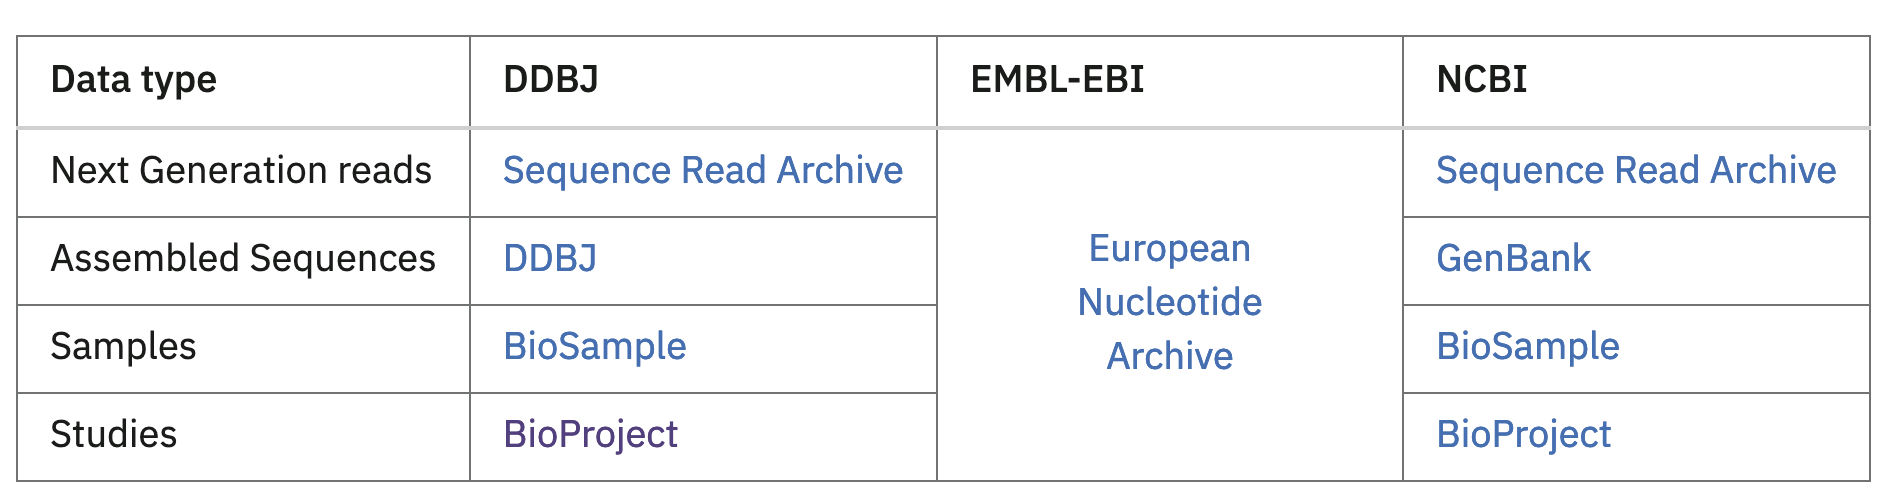 Data type DDBJ EMBL-EBI NCBI
Next Generation reads Sequence Read Archive Sequence Read Archive
Assembled Sequences DDBJ GenBank
European
Nucleotide
Archive
Samples BioSample BioSample
Studies BioProject BioProject